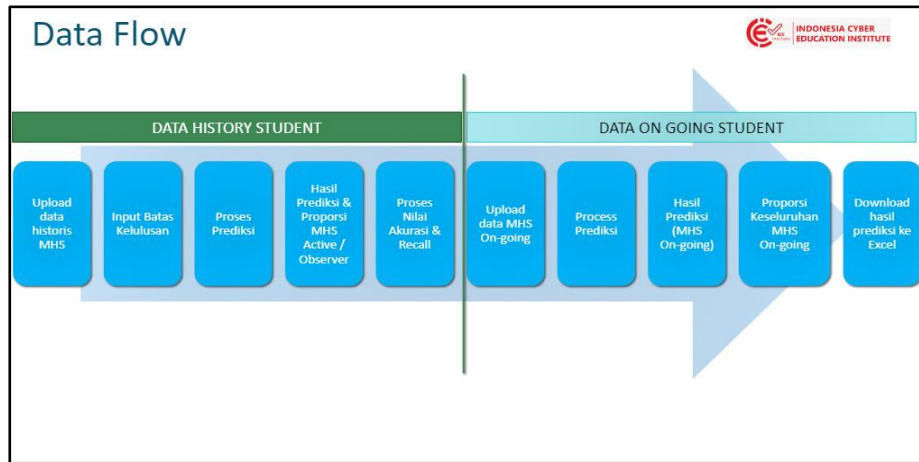 Data Flow
INDONESIA CYBER
EDUCATION INSTITUTE
DATA HISTORY STUDENT
DATA ON GOING STUDENT
Upload
data
historis
MHS
Input Batas
Kelulusan
Proses
Prediksi
Hasil
Prediksi &
Proporsi
MHS
Active /
Observer
Proses
Nilai
Akurasi &
Recall
Upload
data MHS
On-going
Process
Prediksi
Hasil
Prediksi
(MHS
On-going)
Proporsi
Keseluruhan
MHS
On-going
Download
hasil
prediksi ke
Excel